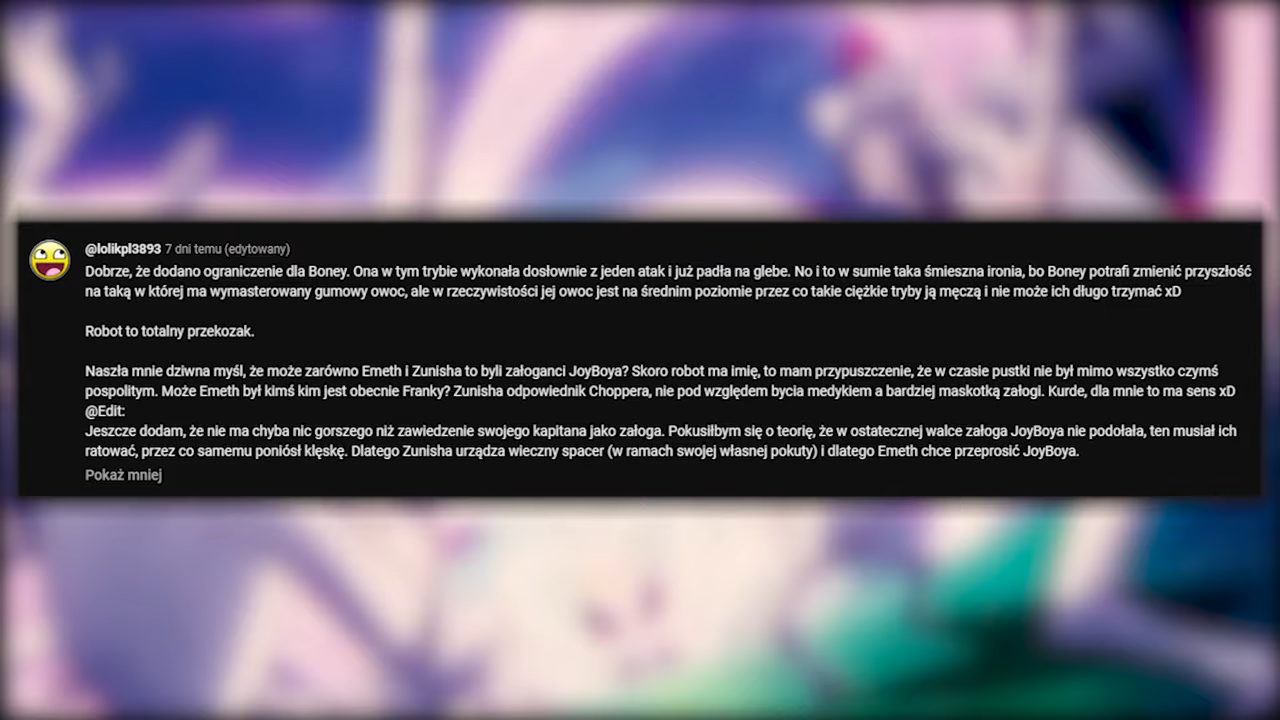 @lolikpl3893 7 dni temu (edytowany)
Dobrze, że dodano ograniczenie dla Boney. Ona w tym trybie wykonała dosłownie z jeden atak i już padła na glebe. No i to w sumie taka śmieszna ironia, bo Boney potrafi zmienić przyszłość
na taką w której ma wymasterowany gumowy owoc, ale w rzeczywistości jej owoc jest na średnim poziomie przez co takie ciężkie tryby ją męczą i nie może ich długo trzymać xD
Robot to totalny przekozak.
Naszła mnie dziwna myśl, że może zarówno Emeth i Zunisha to byli załoganci JoyBoya? Skoro robot ma imię, to mam przypuszczenie, że w czasie pustki nie był mimo wszystko czymś
pospolitym. Może Emeth był kimś kim jest obecnie Franky? Zunisha odpowiednik Choppera, nie pod względem bycia medykiem a bardziej maskotką załogi. Kurde, dla mnie to ma sens xD
@Edit:
Jeszcze dodam, że nie ma chyba nic gorszego niż zawiedzenie swojego kapitana jako załoga. Pokusiłbym się o teorię, że w ostatecznej walce załoga JoyBoya nie podołała, ten musiał ich
ratować, przez co samemu poniósł klęskę. Dlatego Zunisha urządza wieczny spacer (w ramach swojej własnej pokuty) i dlatego Emeth chce przeprosić JoyBoya.
Pokaż mniej